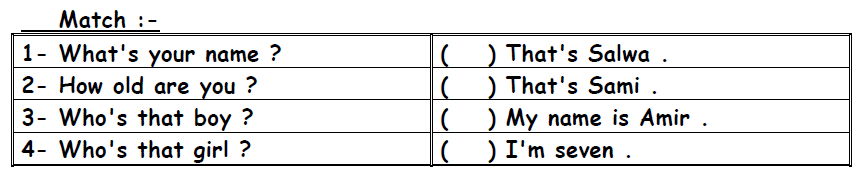 Match :-
1- What's your name ? ( ) That's Salwa .
2- How old are you ? ( ) That's Sami .
3- Who's that boy ? ( ) My name is Amir .
4- Who's that girl ? ( ) I'm seven .